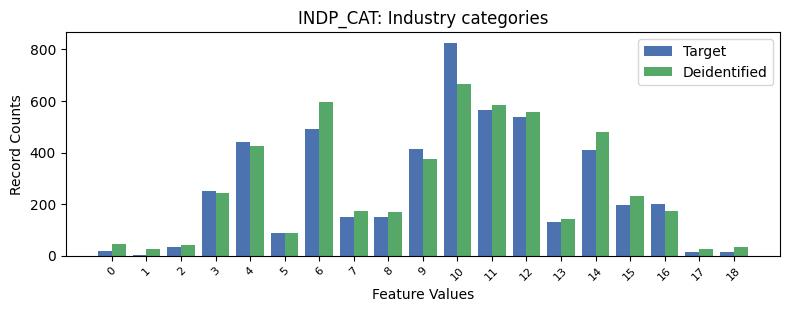 INDP_CAT: Industry categories
Record Counts
800
600
400
200
0
Target
Deidentified
0 1 2 3 4 5 6 7 8 9 10 11 12 13 14 15 16 17 18
Feature Values